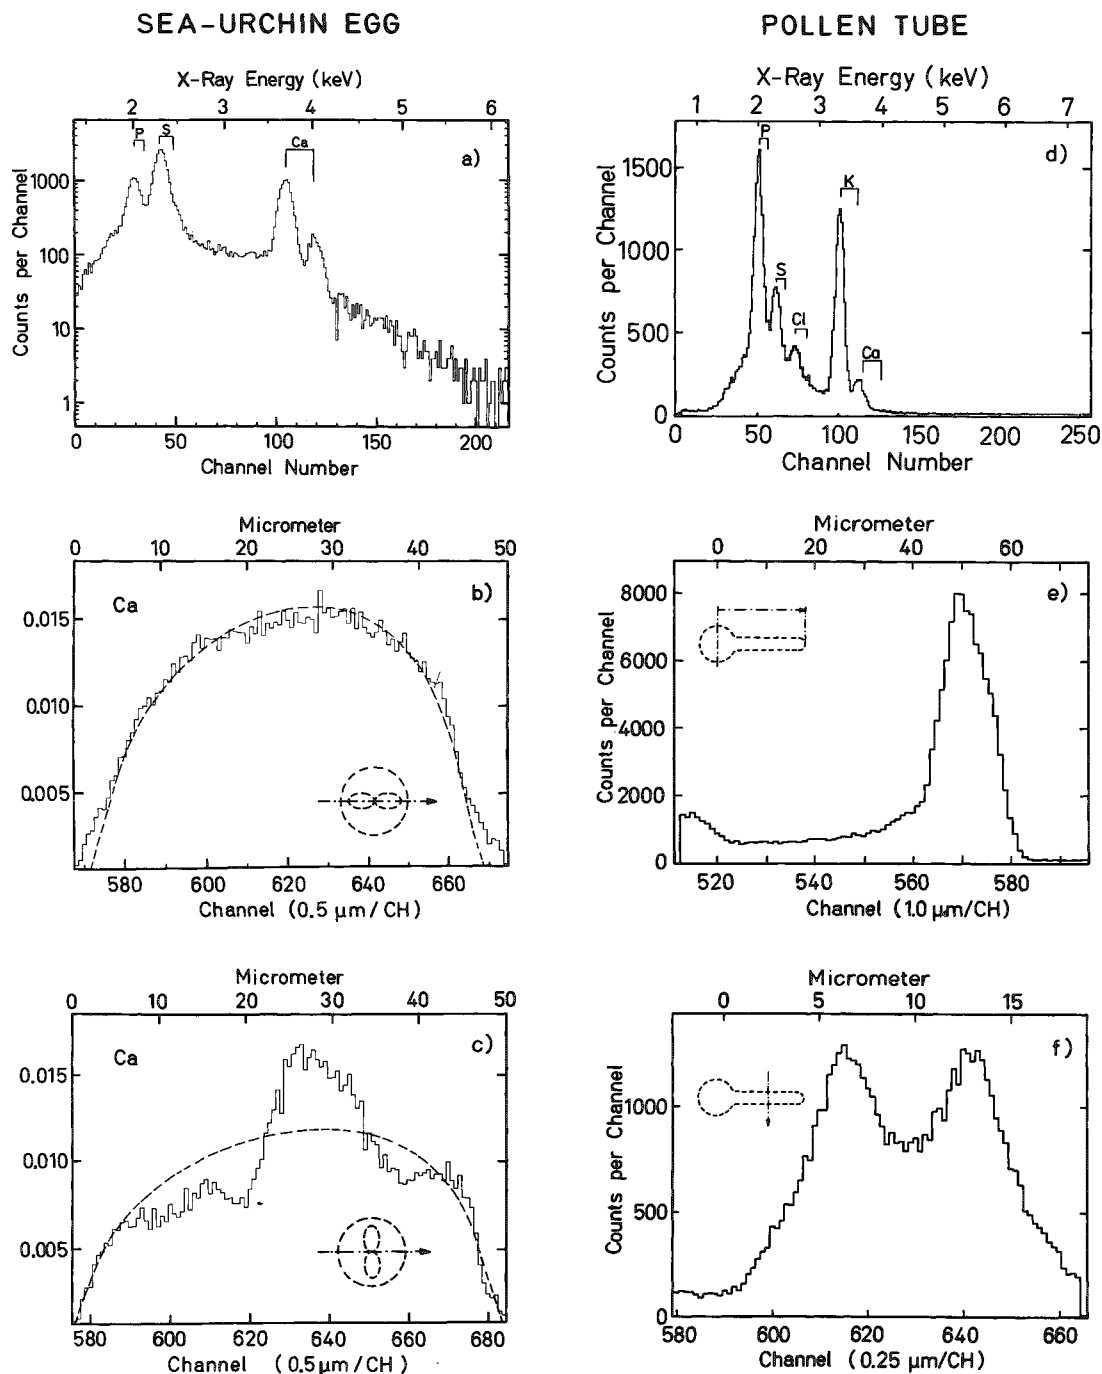 SEA-URCHIN EGG
POLLEN TUBE
X-Ray Energy (keV)
2 3 4 5 6
P
S
Ca
a)
1000
100
10
1
Counts per Channel
0 50 100 150 200
Channel Number
X-Ray Energy (keV)
1 2 3 4 5 6 7
P
K
S
Cl
Ca
d)
1500
1000
500
0
Counts per Channel
0 50 100 150 200 250
Channel Number
Micrometer
0 10 20 30 40 50
Ca
b)
0.015
0.010
0.005
580 600 620 640 660
Channel (0.5 µm/CH)
Micrometer
0 20 40 60
e)
8000
6000
4000
2000
0
Counts per Channel
520 540 560 580
Channel (1.0 µm/CH)
Micrometer
0 10 20 30 40 50
Ca
c)
0.015
0.010
0.005
580 600 620 640 660 680
Channel (0.5 µm/CH)
Micrometer
0 5 10 15
f)
1000
500
0
Counts per Channel
580 600 620 640 660
Channel (0.25 µm/CH)